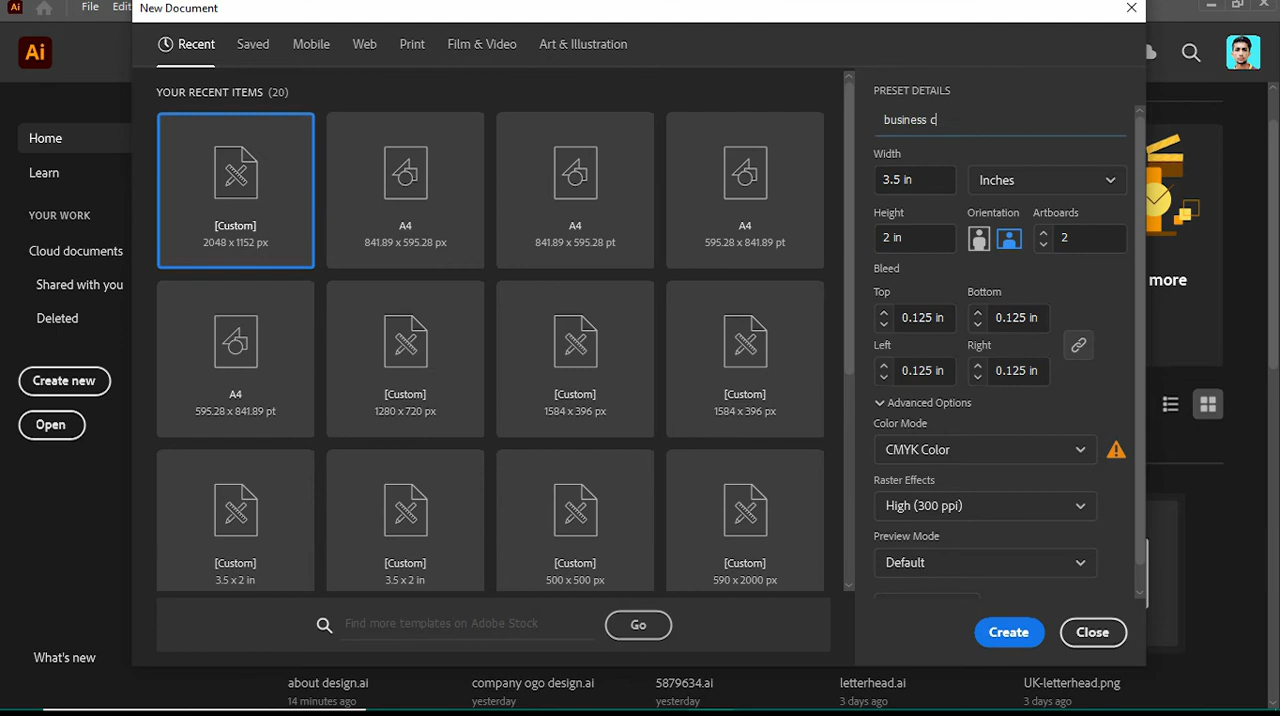 Ai File Edit
New Document
Ai
Recent Saved Mobile Web Print Film & Video Art & Illustration
YOUR RECENT ITEMS (20)
[Custom]
2048 x 1152 px
A4
841.89 x 595.28 px
A4
841.89 x 595.28 pt
A4
595.28 x 841.89 pt
A4
595.28 x 841.89 pt
[Custom]
1280 x 720 px
[Custom]
1584 x 396 px
[Custom]
1584 x 396 px
[Custom]
3.5 x 2 in
[Custom]
3.5 x 2 in
[Custom]
500 x 500 px
[Custom]
590 x 2000 px
Find more templates on Adobe Stock
Go
PRESET DETAILS
business c
Width
3.5 in Inches
Height Orientation Artboards
2 in 2
Bleed
Top Bottom
0.125 in 0.125 in
Left Right
0.125 in 0.125 in
Advanced Options
Color Mode
CMYK Color
Raster Effects
High (300 ppi)
Preview Mode
Default
Create Close
Home
Learn
YOUR WORK
Cloud documents
Shared with you
Deleted
Create new
Open
What's new
more
about design.ai
14 minutes ago
company ogo design.ai
yesterday
5879634.ai
yesterday
letterhead.ai
3 days ago
UK-letterhead.png
3 days ago